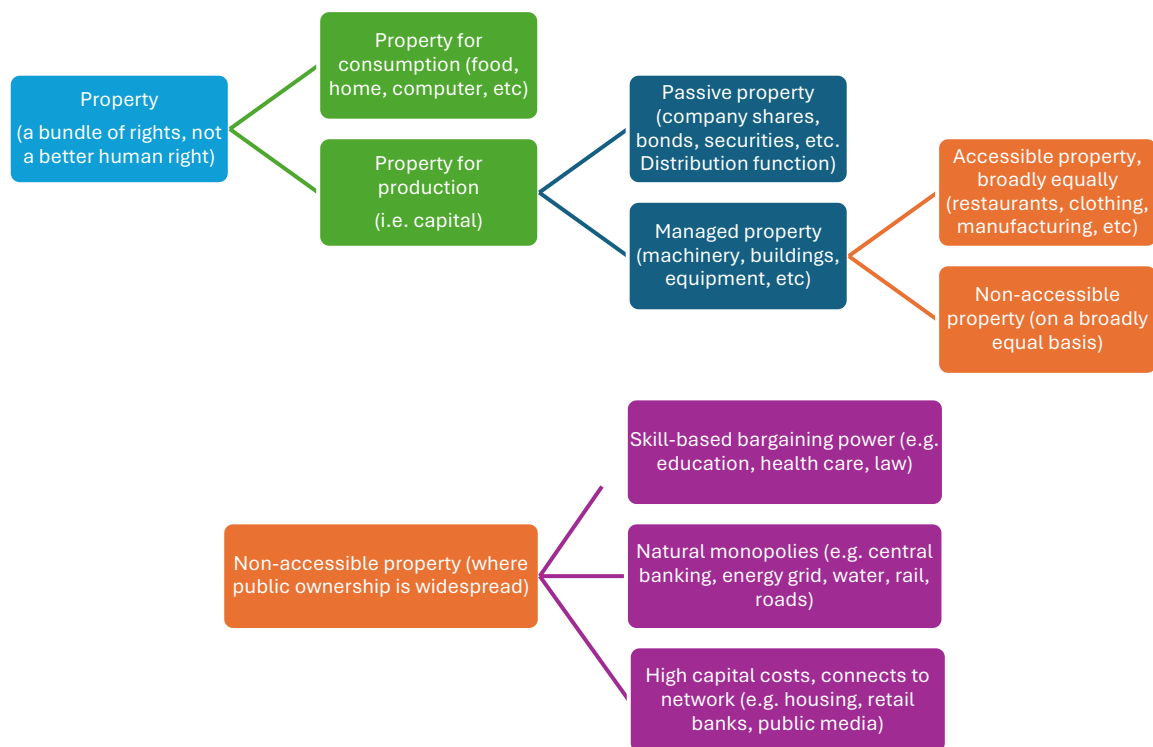 Property
(a bundle of rights, not
a better human right)
Property for
consumption (food,
home, computer, etc)
Property for
production
(i.e. capital)
Passive property
(company shares,
bonds, securities, etc.
Distribution function)
Managed property
(machinery, buildings,
equipment, etc)
Accessible property,
broadly equally
(restaurants, clothing,
manufacturing, etc)
Non-accessible
property (on a broadly
equal basis)
Non-accessible property (where
public ownership is widespread)
Skill-based bargaining power (e.g.
education, health care, law)
Natural monopolies (e.g. central
banking, energy grid, water, rail,
roads)
High capital costs, connects to
network (e.g. housing, retail
banks, public media)